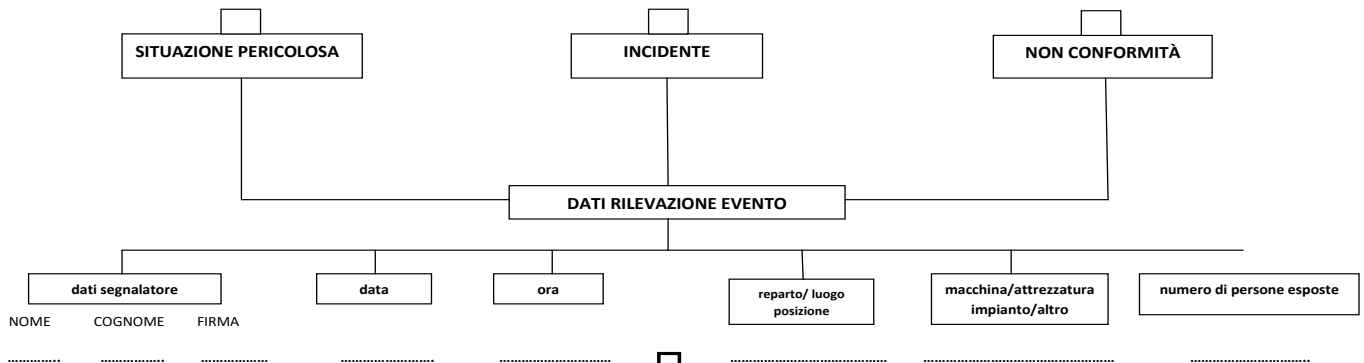 SITUAZIONE PERICOLOSA
INCIDENTE
NON CONFORMITÀ
DATI RILEVAZIONE EVENTO
dati segnalatore
data
ora
reparto/ luogo
posizione
macchina/attrezzatura
impianto/altro
numero di persone esposte
NOME COGNOME FIRMA
………….. ………….. ……………… ……………………. ……………………….. …………………………………… …………………………………………… …………………………..